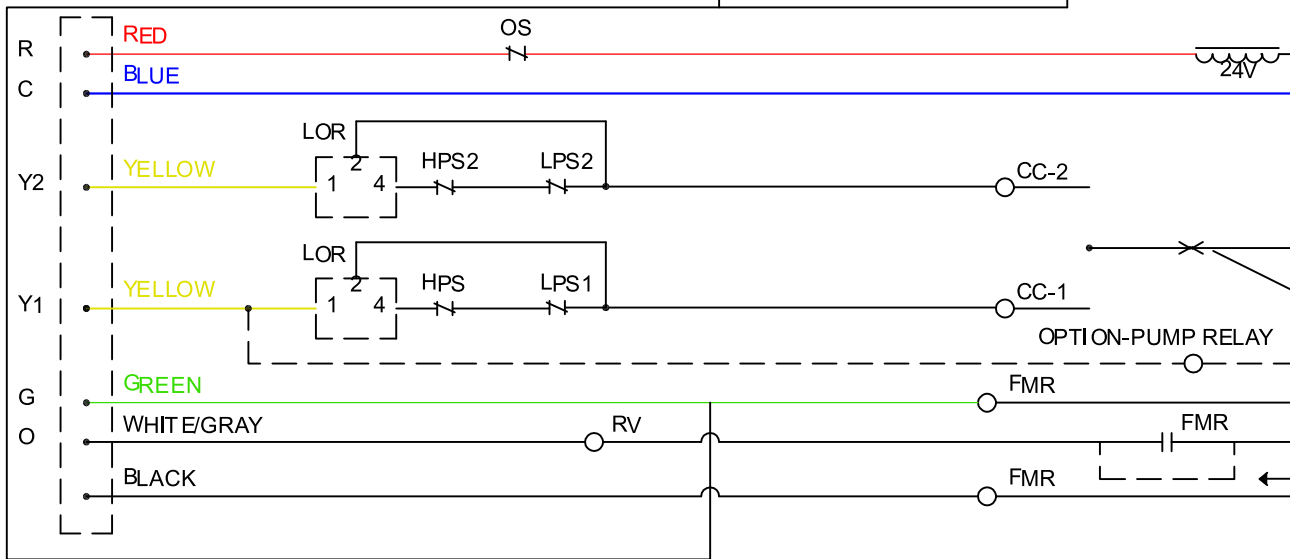 OS
R RED
24V
C BLUE
LOR
2
HPS2 LPS2
Y2 YELLOW 1 4 CC-2
LOR
2
HPS LPS1
Y1 YELLOW 1 4 CC-1
OPTION-PUMP RELAY
G GREEN FMR
O WHITE/GRAY RV FMR
BLACK FMR